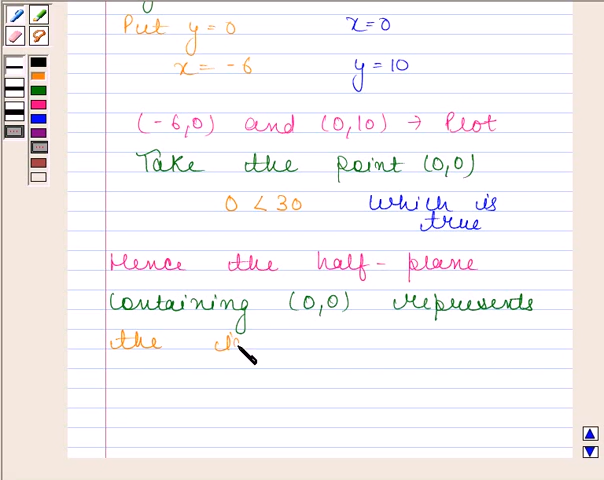 Put y = 0 x = 0
x = -6 y = 10
(-6,0) and (0,10) → Plot
Take the point (0,0)
0 < 30 which is
true
Hence the half-plane
Containing (0,0) represents
the